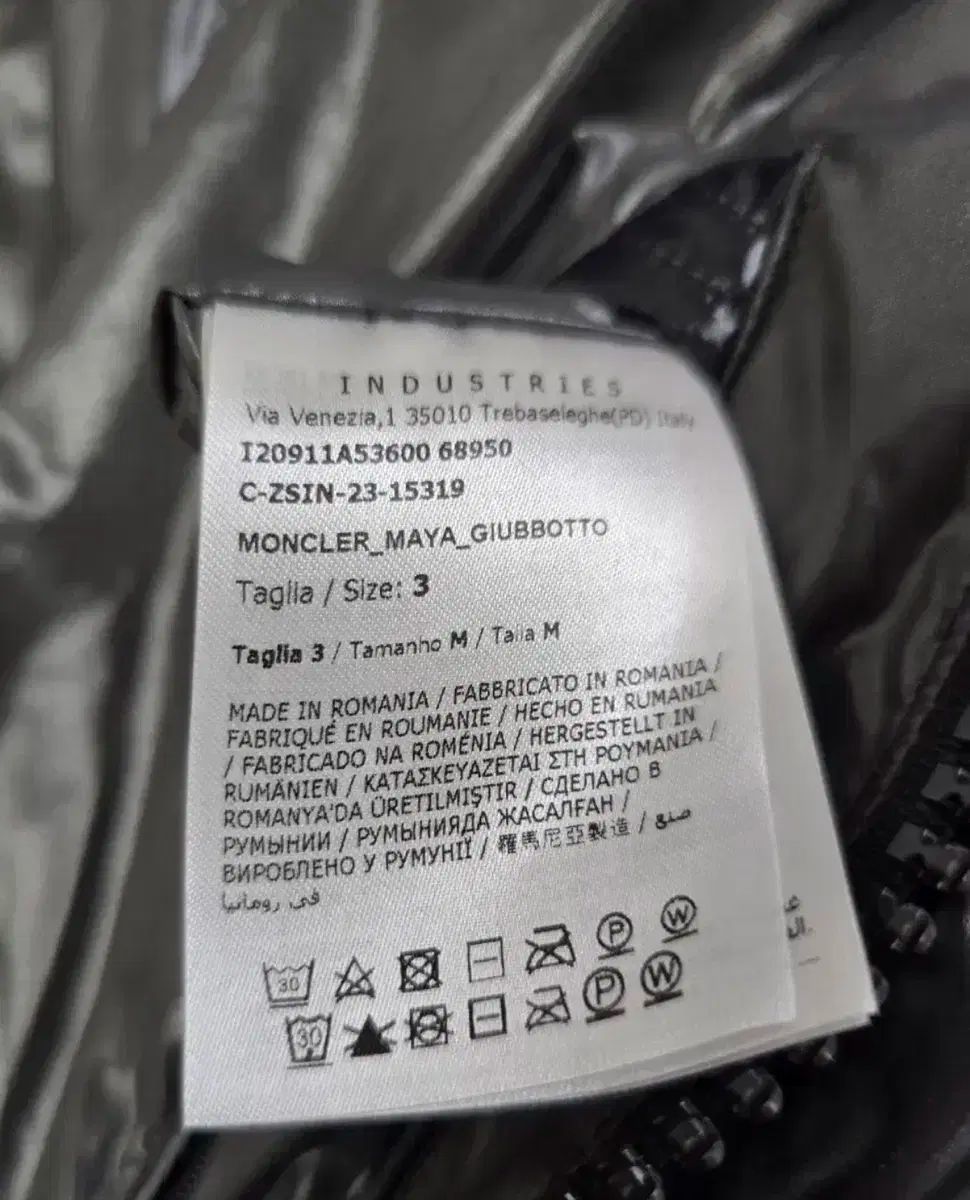 INDUSTRIES
Via Venezia,1 35010 Trebaseleghe(PD) Italy
I20911A53600 68950
C-ZSIN-23-15319
MONCLER_MAYA_GIUBBOTTO
Taglia / Size: 3
Taglia 3 / Tamanho M / Talla M
MADE IN ROMANIA / FABBRICATO IN ROMANIA /
FABRIQUÉ EN ROUMANIE / HECHO EN RUMANIA
/ FABRICADO NA ROMÉNIA / HERGESTELLT IN
RUMÄNIEN / ΚΑΤΑΣΚΕΥΑΖΕΤΑΙ ΣΤΗ ΡΟΥΜΑΝΙΑ /
ROMANYA'DA ÜRETILMIŞTIR / СДЕЛАНО В
РУМЫНИИ / РУМЫНИЯДА ЖАСАЛҒАН /
ВИРОБЛЕНО У РУМУНІЇ / 羅馬尼亞製造 / صنع
في رومانيا
30 P W
30 P W